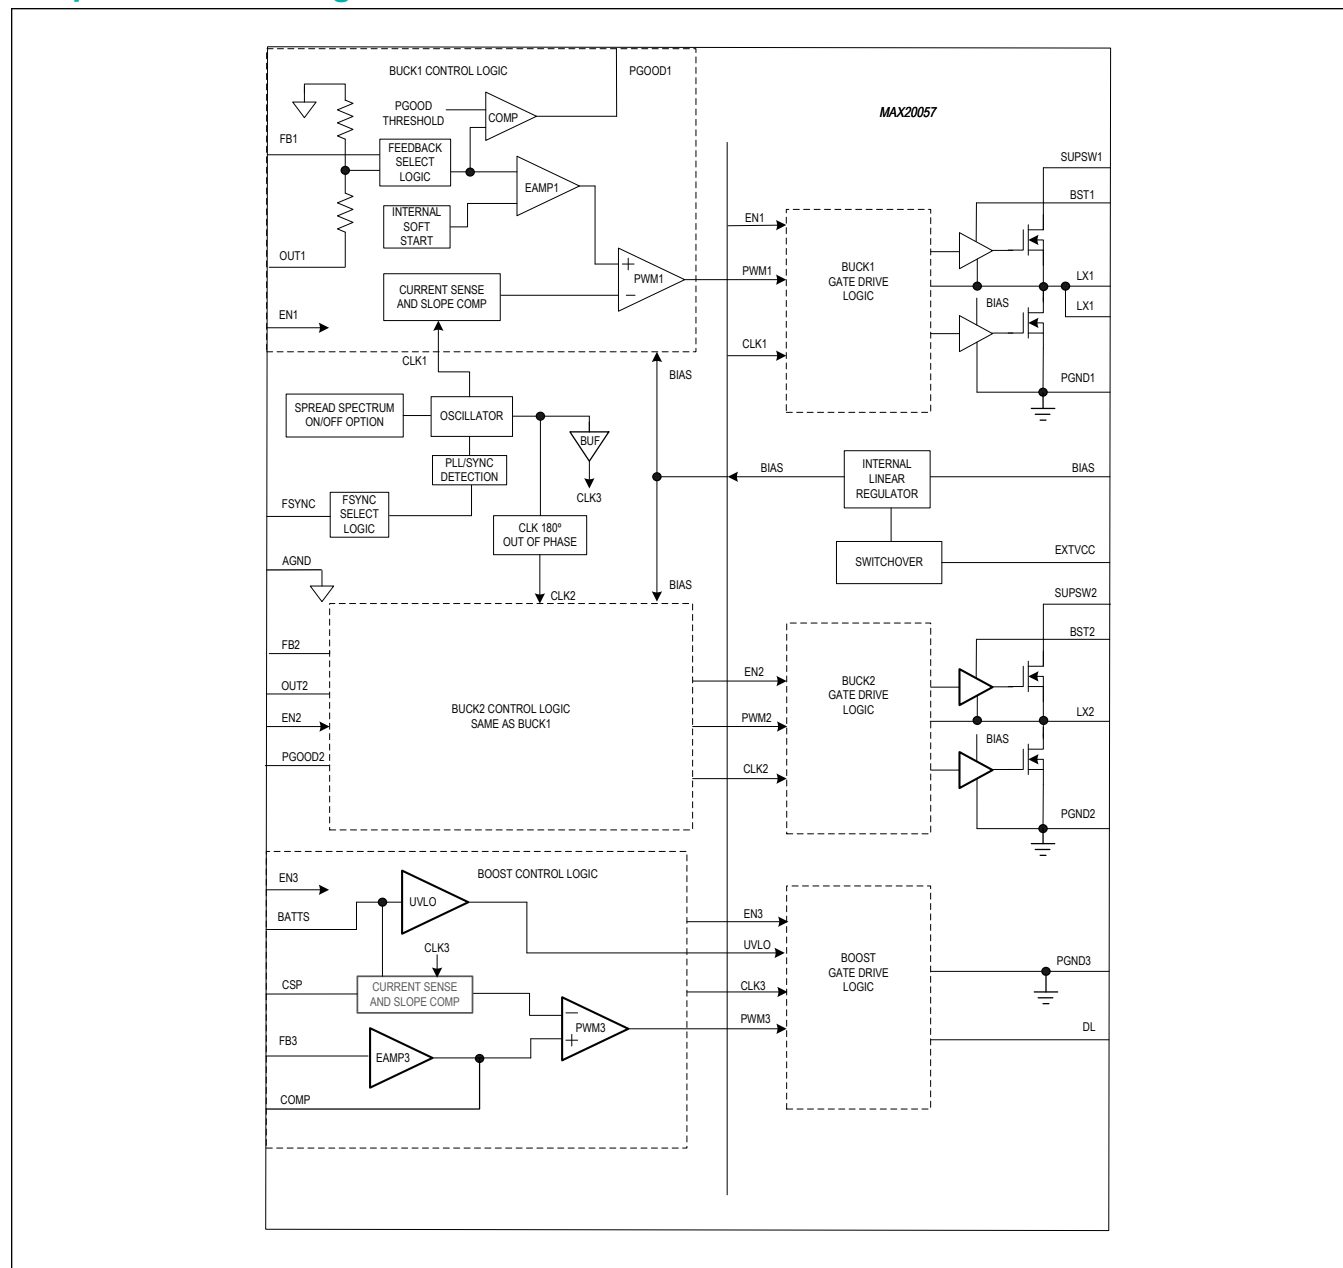 BUCK1 CONTROL LOGIC
PGOOD1
MAX20057
PGOOD
THRESHOLD
COMP
FB1
FEEDBACK
SELECT
LOGIC
EAMP1
INTERNAL
SOFT
START
OUT1
PWM1
CURRENT SENSE
AND SLOPE COMP
EN1
CLK1
BIAS
SPREAD SPECTRUM
ON/OFF OPTION
OSCILLATOR
BUF
PLL/SYNC
DETECTION
CLK3
FSYNC
FSYNC
SELECT
LOGIC
CLK 180º
OUT OF PHASE
AGND
CLK2
BIAS
EN1
PWM1
CLK1
BUCK1
GATE DRIVE
LOGIC
SUPSW1
BST1
LX1
BIAS
LX1
PGND1
BIAS
INTERNAL
LINEAR
REGULATOR
BIAS
SWITCHOVER
EXTVCC
SUPSW2
BST2
FB2
OUT2
EN2
PGOOD2
BUCK2 CONTROL LOGIC
SAME AS BUCK1
EN2
PWM2
CLK2
BUCK2
GATE DRIVE
LOGIC
LX2
BIAS
PGND2
BOOST CONTROL LOGIC
EN3
UVLO
BATTS
CLK3
CSP
CURRENT SENSE
AND SLOPE COMP
PWM3
FB3
EAMP3
COMP
EN3
UVLO
CLK3
PWM3
BOOST
GATE DRIVE
LOGIC
PGND3
DL